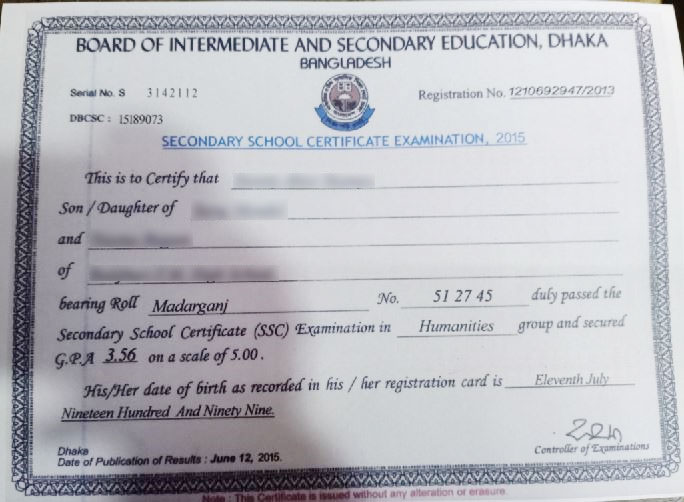 BOARD OF INTERMEDIATE AND SECONDARY EDUCATION, DHAKA
BANGLADESH
Serial No. S 3142112
Registration No. 1210692947/2013
DBCSC : 15189073
SECONDARY SCHOOL CERTIFICATE EXAMINATION, 2015
This is to Certify that
Son / Daughter of
and
of
bearing Roll Madarganj No. 51 27 45 duly passed the
Secondary School Certificate (SSC) Examination in Humanities group and secured
G.P.A 3.56 on a scale of 5.00.
His/Her date of birth as recorded in his / her registration card is Eleventh July
Nineteen Hundred And Ninety Nine.
Dhaka
Date of Publication of Results : June 12, 2015.
Controller of Examinations
Note : This Certificate is issued without any alteration or erasure.